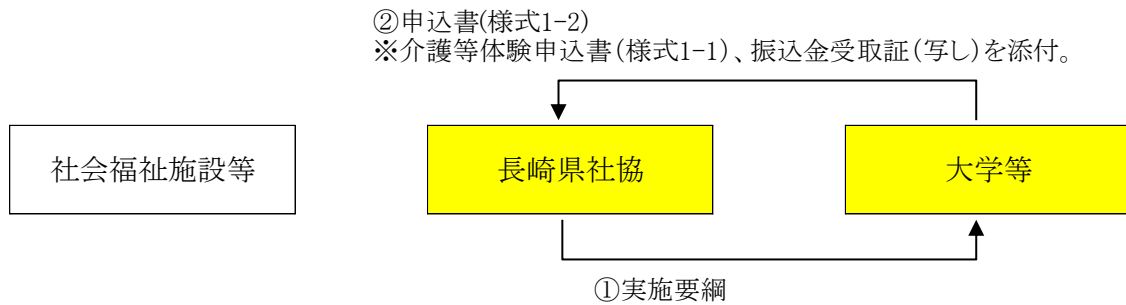 ②申込書(様式1-2)
※介護等体験申込書(様式1-1)、振込金受取証(写し)を添付。
社会福祉施設等
長崎県社協
大学等
①実施要綱